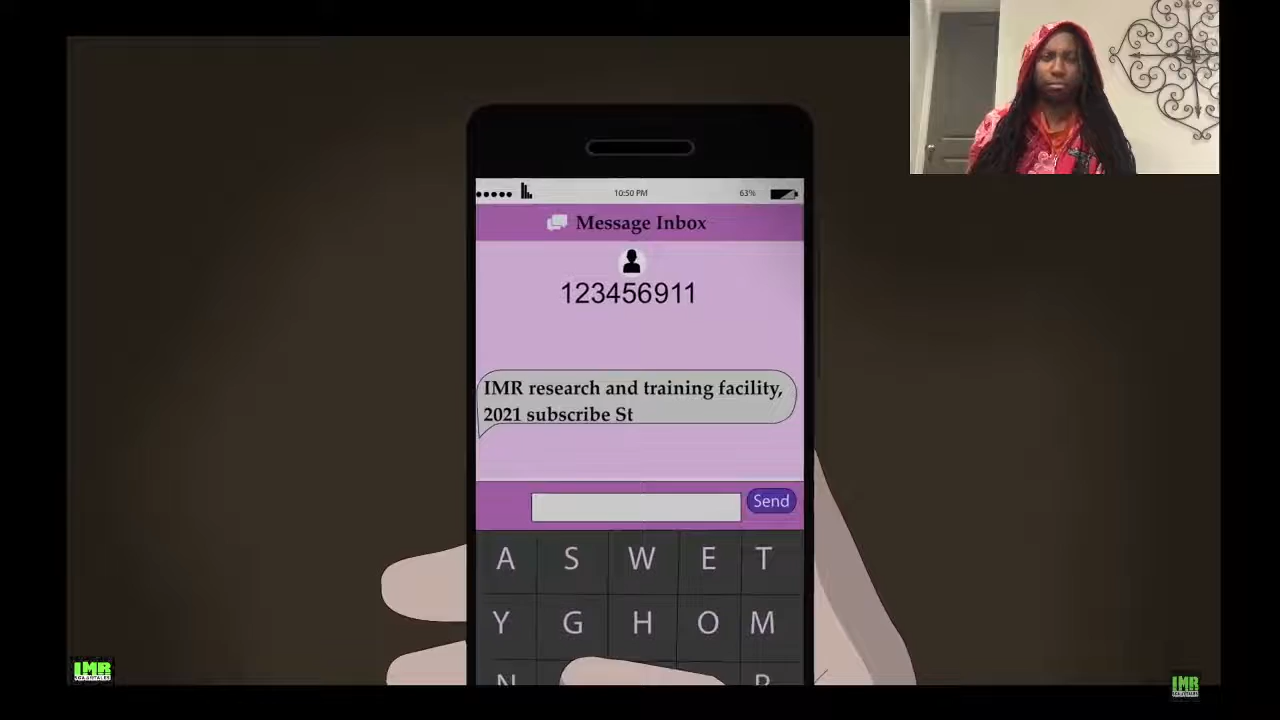 10:50 PM 63%
Message Inbox
123456911
IMR research and training facility,
2021 subscribe St
Send
A S W E T
Y G H O M
IMR
IMR